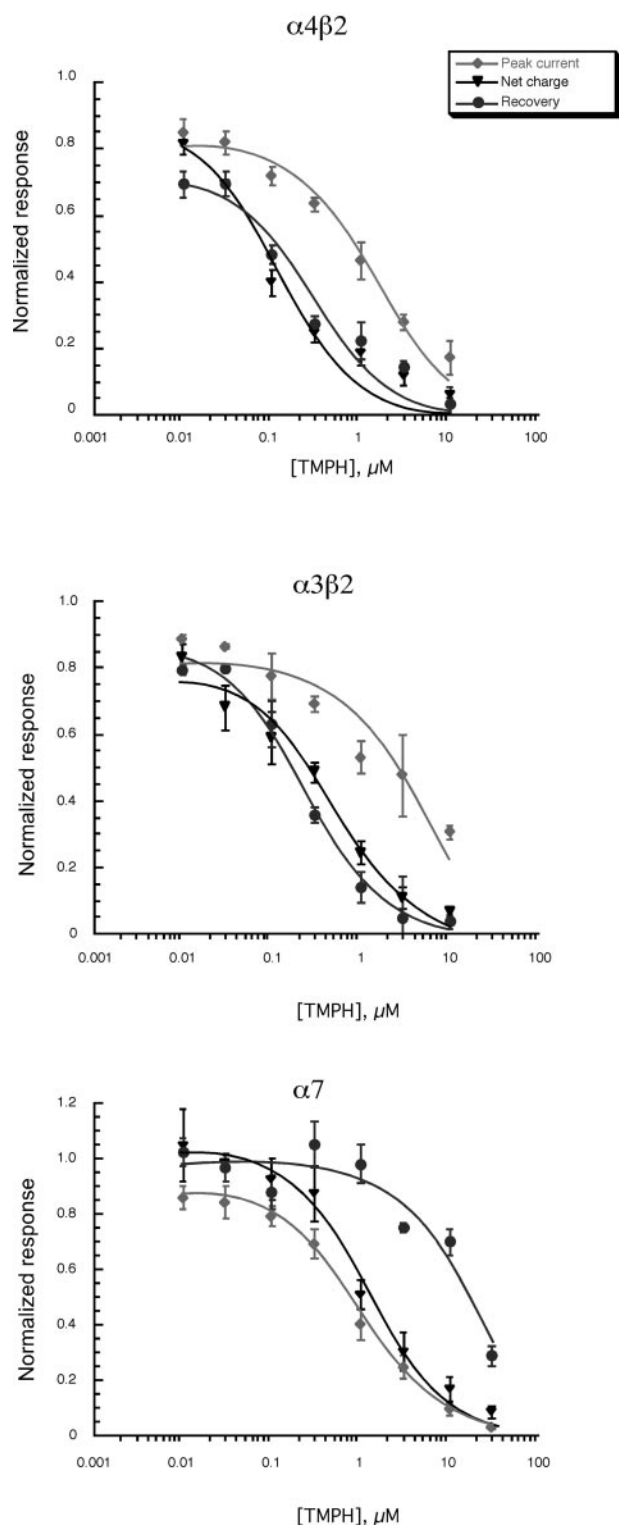 α4β2
Peak current
Net charge
Recovery
1.0
0.8
0.6
0.4
0.2
0
Normalized response
0.001 0.01 0.1 1 10 100
[TMPH], μM
α3β2
1.0
0.8
0.6
0.4
0.2
0
Normalized response
0.001 0.01 0.1 1 10 100
[TMPH], μM
α7
1.2
1.0
0.8
0.6
0.4
0.2
0
Normalized response
0.001 0.01 0.1 1 10 100
[TMPH], μM